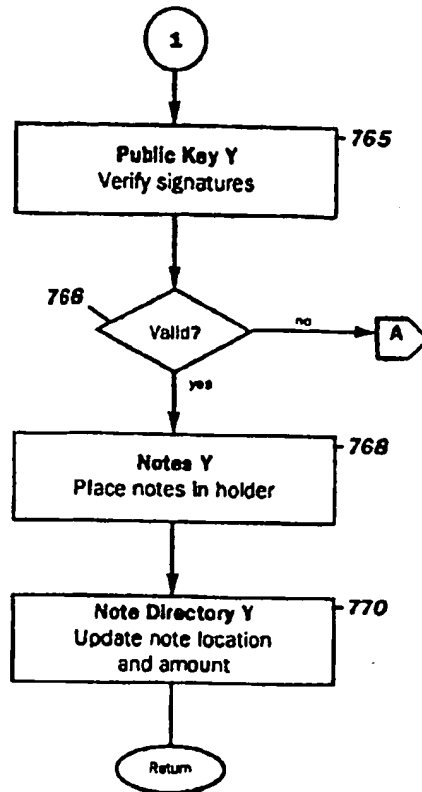 1
765
Public Key Y
Verify signatures
766
Valid?
no
A
yes
768
Notes Y
Place notes in holder
770
Note Directory Y
Update note location
and amount
Return